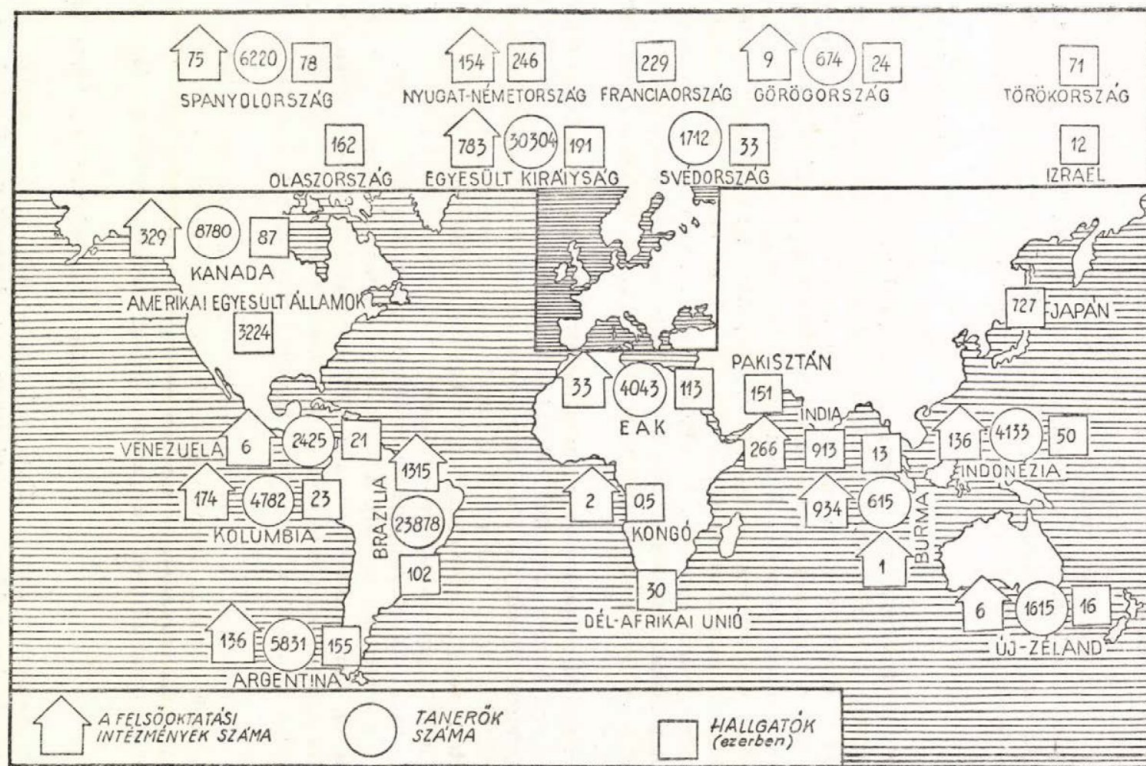 75 6220 78
SPANYOLORSZÁG
154 246
NYUGAT-NÉMETORSZÁG
229
FRANCIAORSZÁG
9 674 24
GÖRÖGORSZÁG
71
TÖRÖKORSZÁG
162
OLASZORSZÁG
783 30304 191
EGYESÜLT KIRÁLYSÁG
1712 33
SVÉDORSZÁG
12
IZRAEL
329 8780 87
KANADA
AMERIKAI EGYESÜLT ÁLLAMOK
3224
727 JAPÁN
33 4043 113
EAK
PAKISZTÁN
151
INDIA
266 913 13
136 4133 50
INDONÉZIA
VENEZUELA 6 2425 21
174 4782 23
KOLUMBIA
1315
23878
BRAZILIA
102
2 0,5
KONGÓ
934 615
BURMA
1
30
DÉL-AFRIKAI UNIÓ
6 1615 16
ÚJ-ZÉLAND
136 5831 155
ARGENTINA
A FELSŐOKTATÁSI
INTÉZMÉNYEK SZÁMA
TANERŐK
SZÁMA
HALLGATÓK
(ezerben)